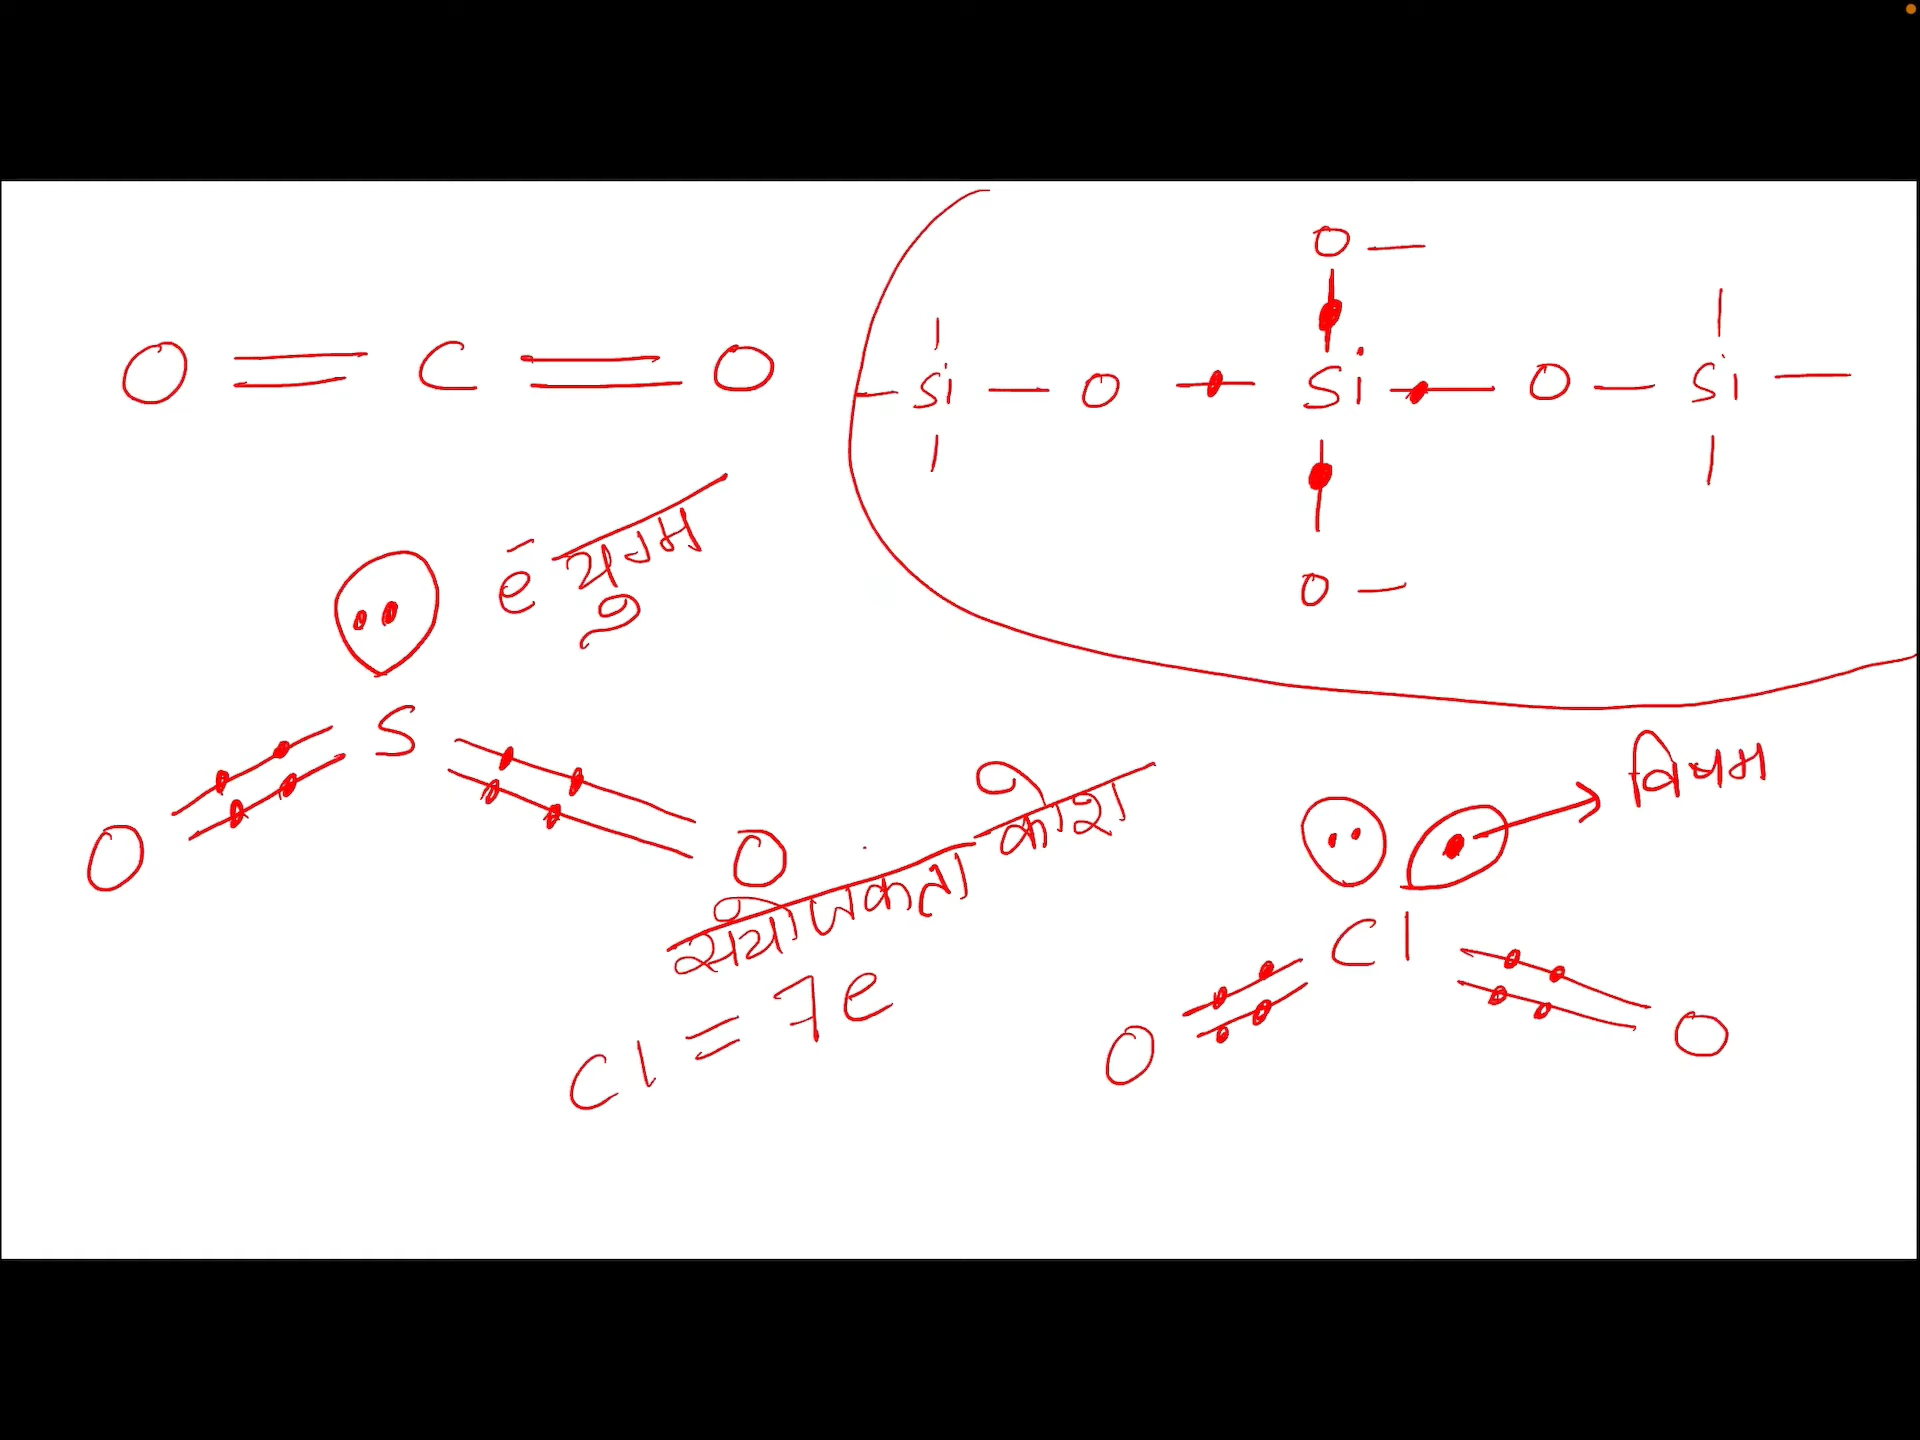 O = C = O
O —
Si — O — Si — O — Si —
O —
e⁻ युग्म
S
O O
संयोजकता कोश
Cl = 7e
विषम
Cl
O O